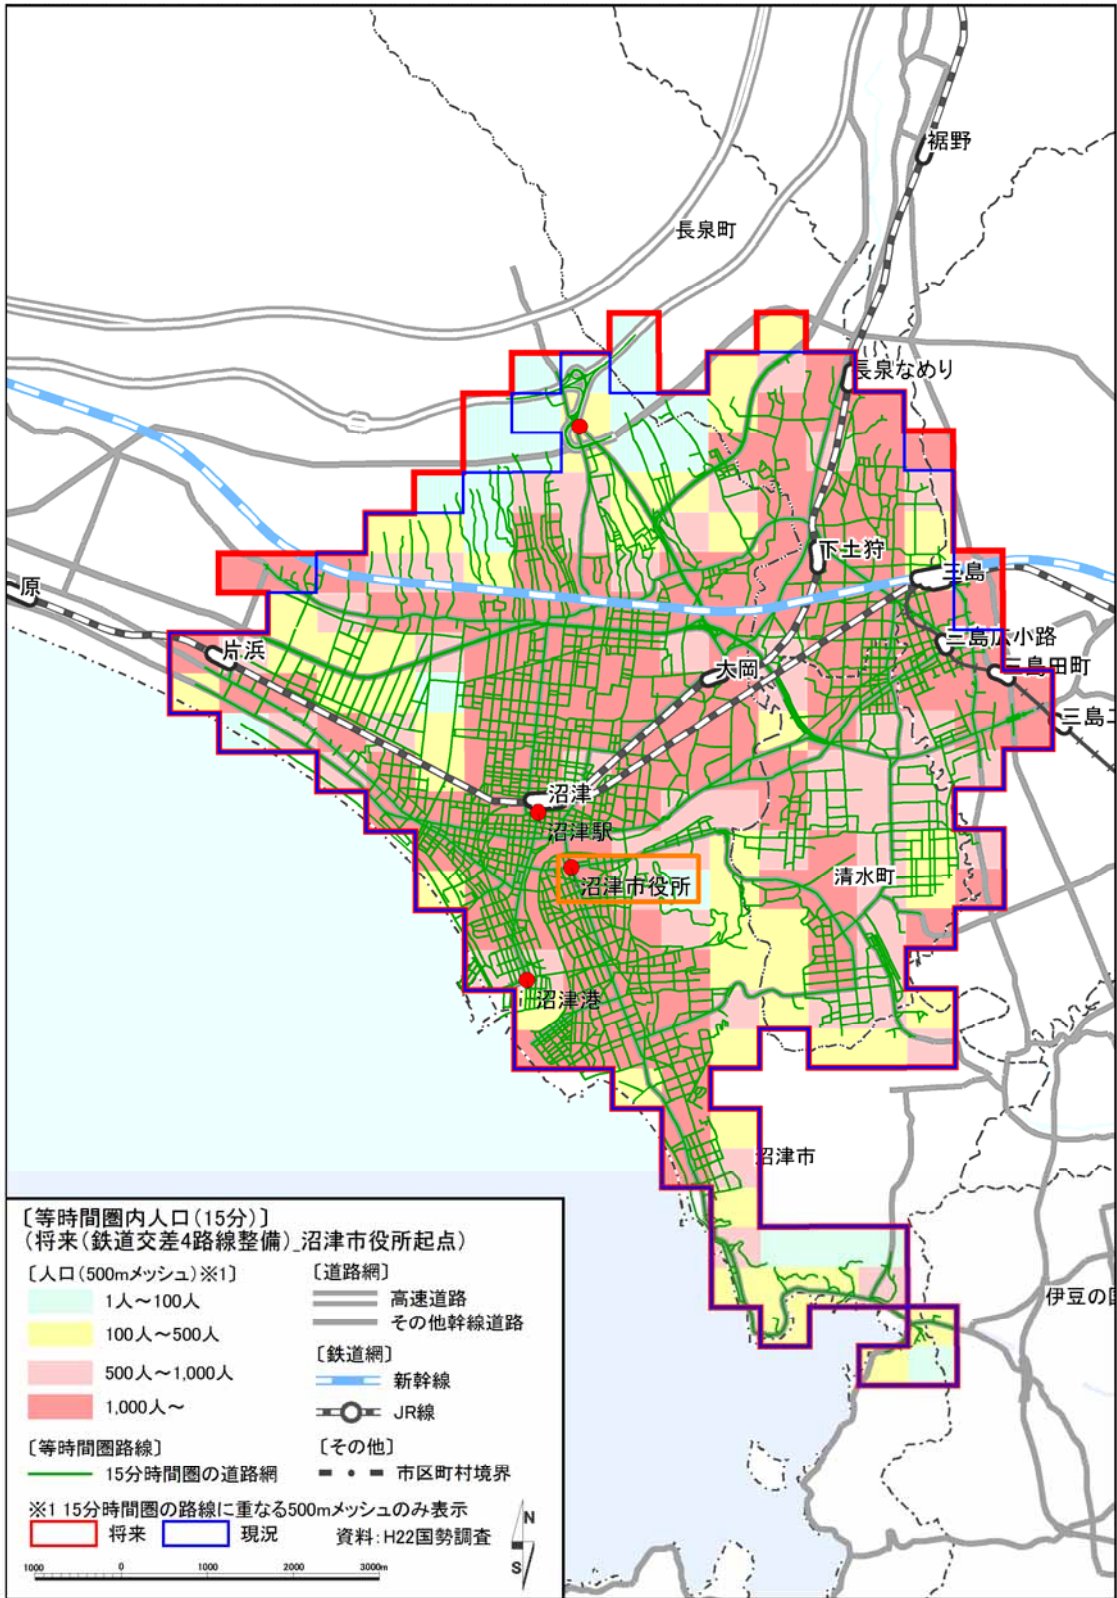 裾野
長泉町
長泉なめり
下土狩
三島
原
三島広小路
片浜
大岡
三島田町
三島二
沼津
沼津駅
清水町
沼津市役所
沼津港
沼津市
伊豆の国
〔等時間圏内人口(15分)〕
(将来(鉄道交差4路線整備)_沼津市役所起点)
〔人口(500mメッシュ)※1〕
1人～100人
100人～500人
500人～1,000人
1,000人～
〔等時間圏路線〕
15分時間圏の道路網
〔道路網〕
高速道路
その他幹線道路
〔鉄道網〕
新幹線
JR線
〔その他〕
市区町村境界
※1 15分時間圏の路線に重なる500mメッシュのみ表示
将来 現況 資料:H22国勢調査
N
S
1000 0 1000 2000 3000m